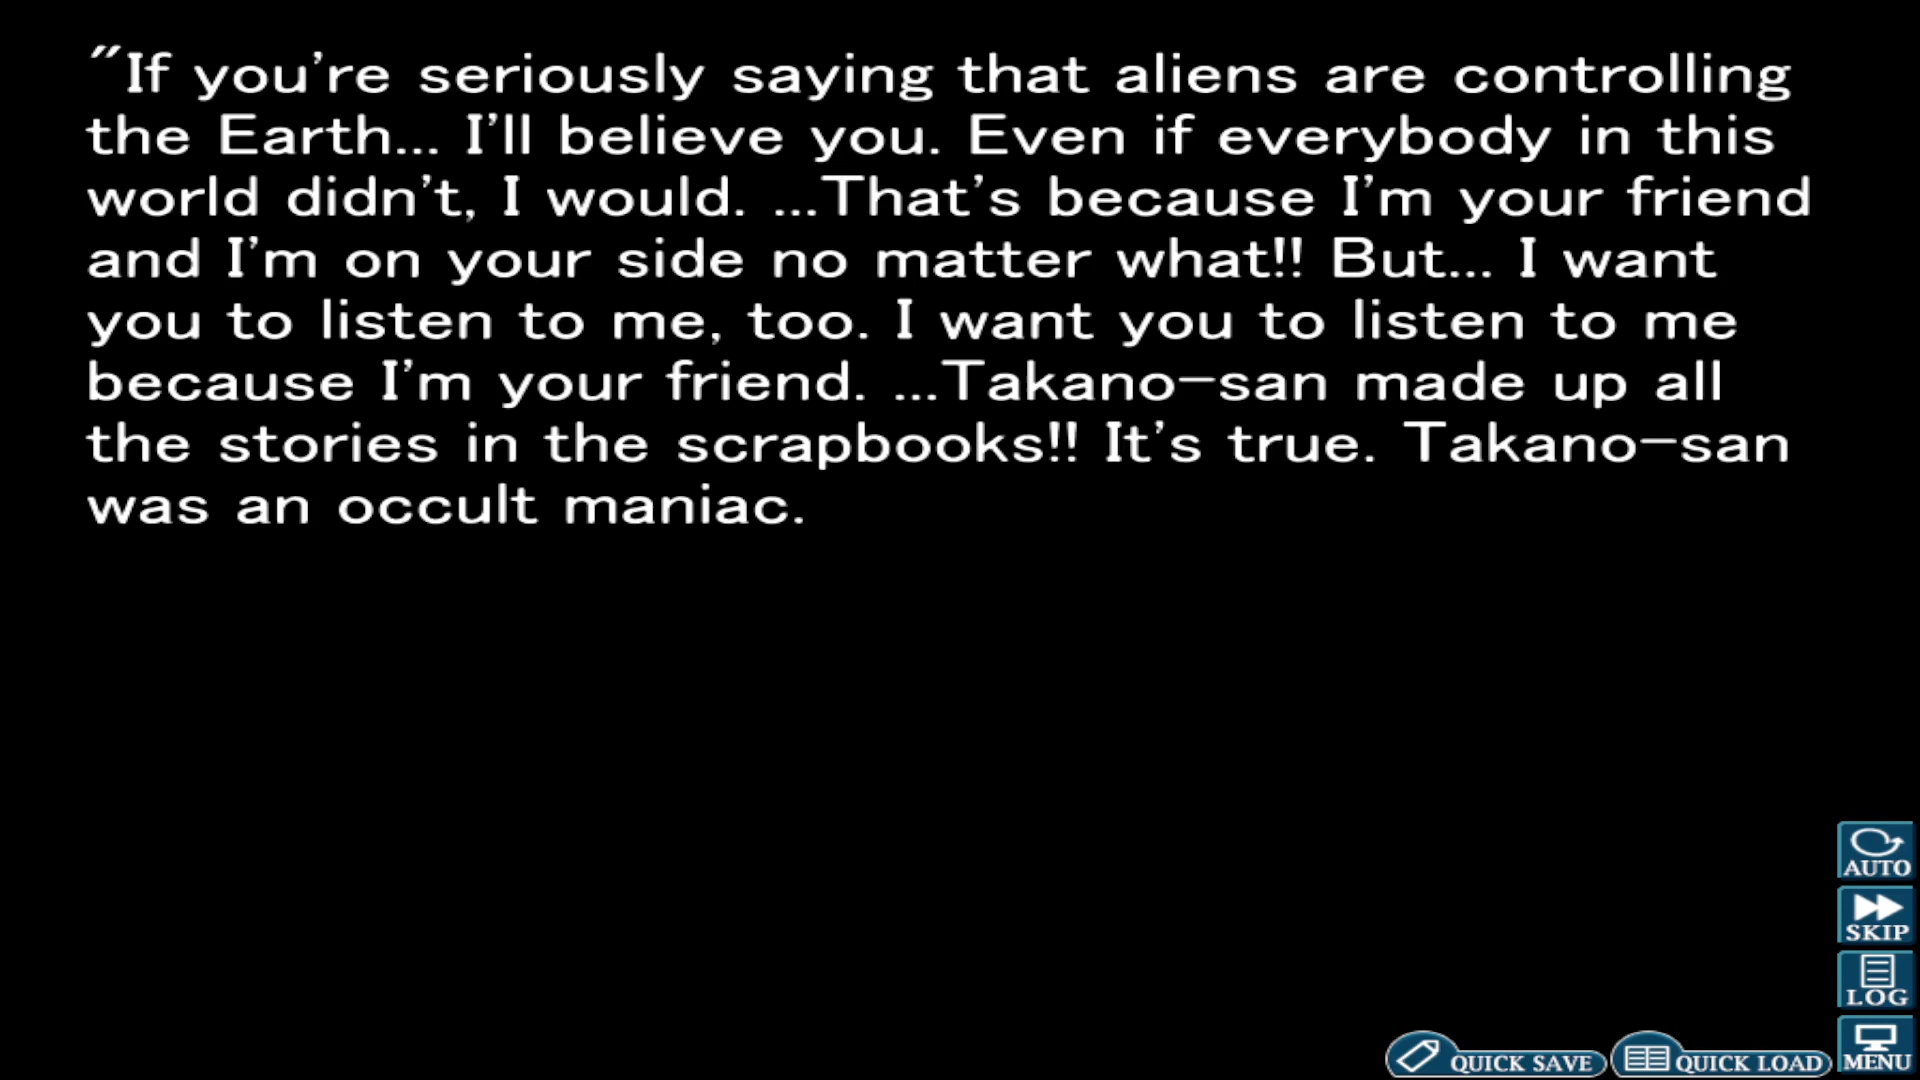 "If you're seriously saying that aliens are controlling
the Earth... I'll believe you. Even if everybody in this
world didn't, I would. ...That's because I'm your friend
and I'm on your side no matter what!! But... I want
you to listen to me, too. I want you to listen to me
because I'm your friend. ...Takano-san made up all
the stories in the scrapbooks!! It's true. Takano-san
was an occult maniac.
AUTO
SKIP
LOG
QUICK SAVE
QUICK LOAD
MENU